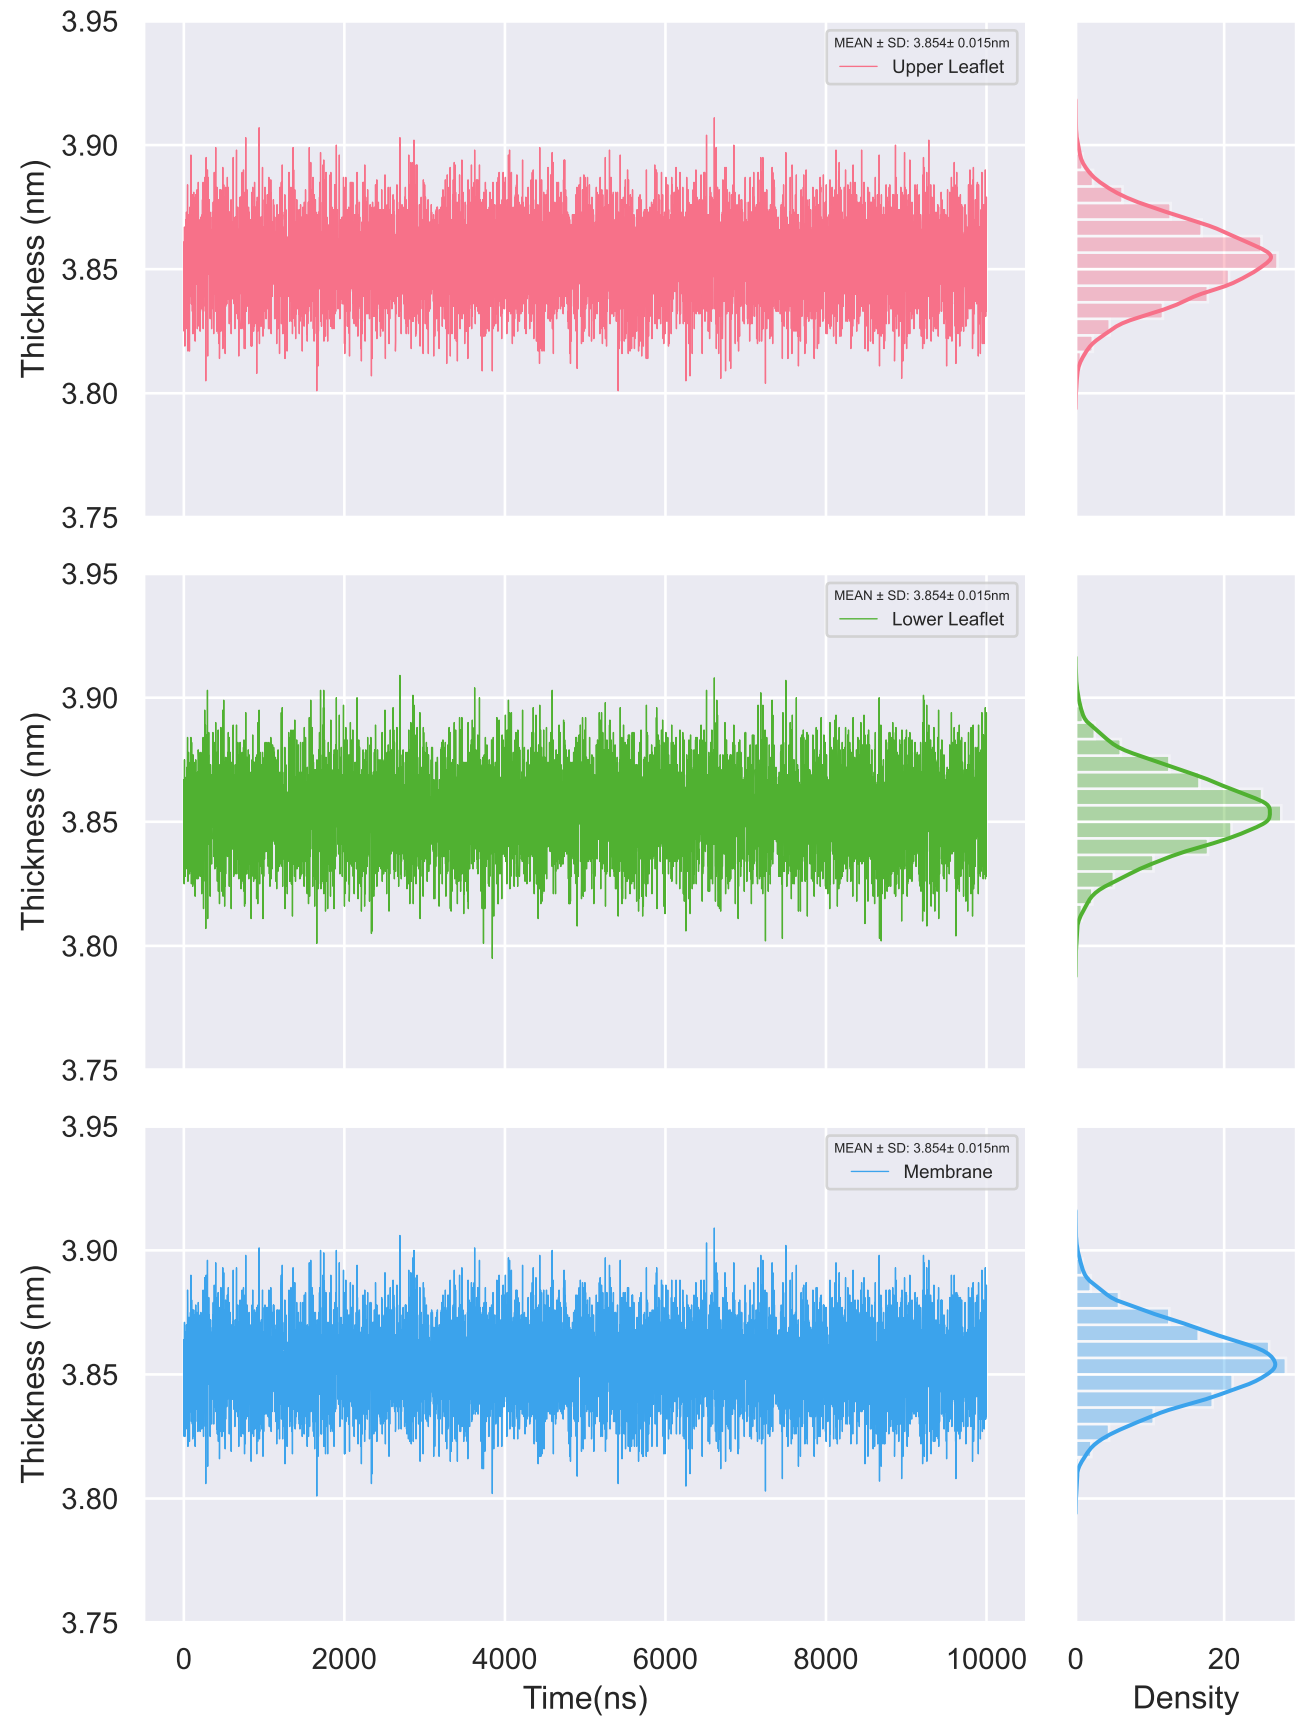 3.95
3.90
3.85
3.80
3.75
Thickness (nm)
MEAN ± SD: 3.854± 0.015nm
Upper Leaflet
3.95
3.90
3.85
3.80
3.75
Thickness (nm)
MEAN ± SD: 3.854± 0.015nm
Lower Leaflet
3.95
3.90
3.85
3.80
3.75
Thickness (nm)
MEAN ± SD: 3.854± 0.015nm
Membrane
0 2000 4000 6000 8000 10000
Time(ns)
0 20
Density